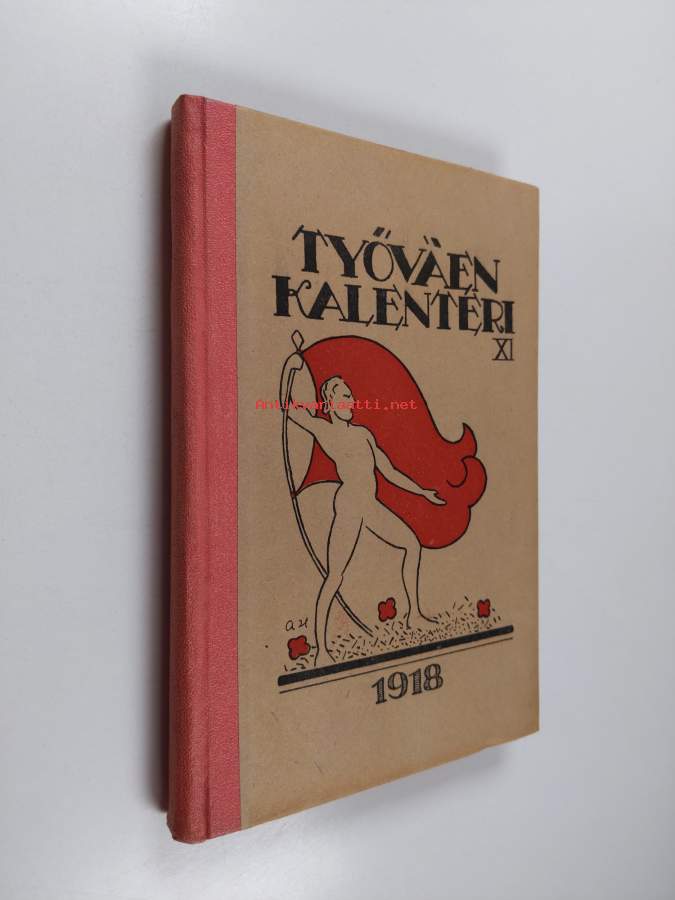 TYÖVÄEN
KALENTERI
XI
Antikvariaatti.net
A H
1918